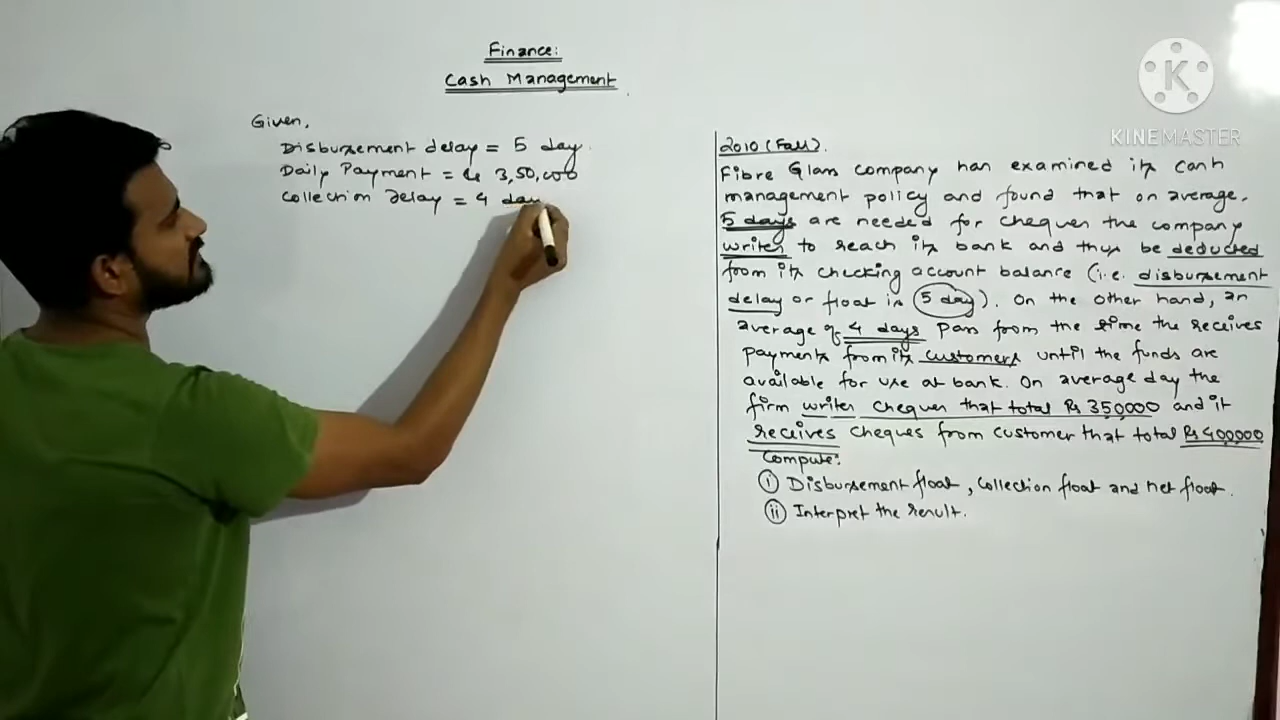 Finance:
Cash Management
Given,
Disbursement delay = 5 day
Daily Payment = Rs 3,50,000
Collection delay = 4 day
2010 (Fall).
Fibre Glass company has examined its cash
management policy and found that on average,
5 days are needed for cheques the company
writes to reach its bank and thus be deducted
from its checking account balance (i.e. disbursement
delay or float is 5 day). On the other hand, an
average of 4 days pass from the time the receives
payments from its customers until the funds are
available for use at bank. On average day the
firm writes cheques that total Rs 350000 and it
receives cheques from customer that total Rs 400000
Compute:
(i) Disbursement float, Collection float and Net float.
(ii) Interpret the result.
K
KINEMASTER